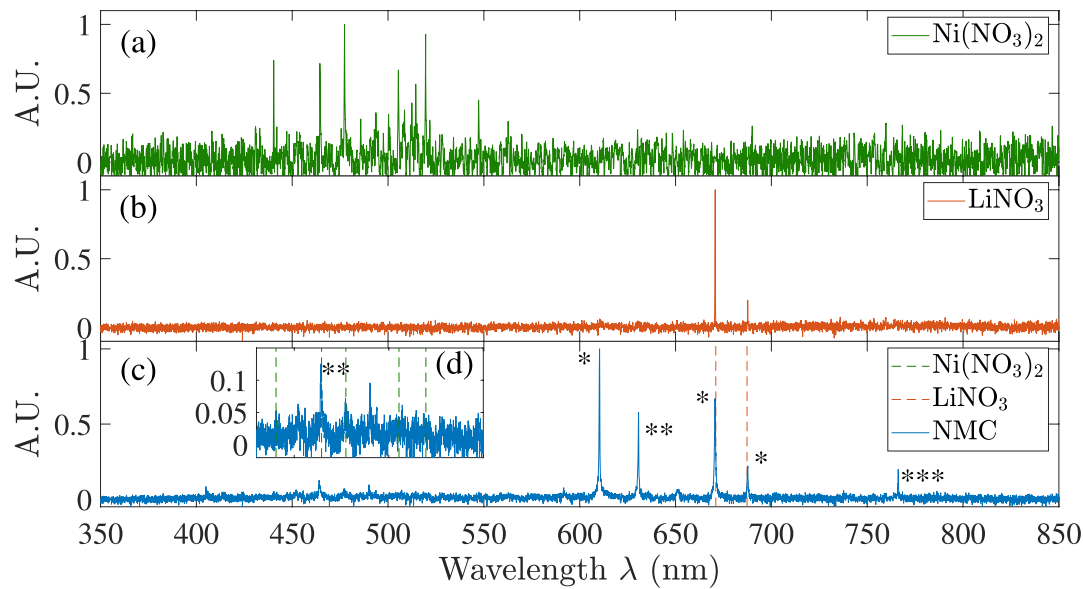 (a)
Ni(NO₃)₂
A.U.
1
0.5
0
(b)
LiNO₃
A.U.
1
0.5
0
(c)
(d)
Ni(NO₃)₂
LiNO₃
NMC
A.U.
1
0.5
0
0.1
0.05
0
**
*
**
*
*
***
350 400 450 500 550 600 650 700 750 800 850
Wavelength λ (nm)